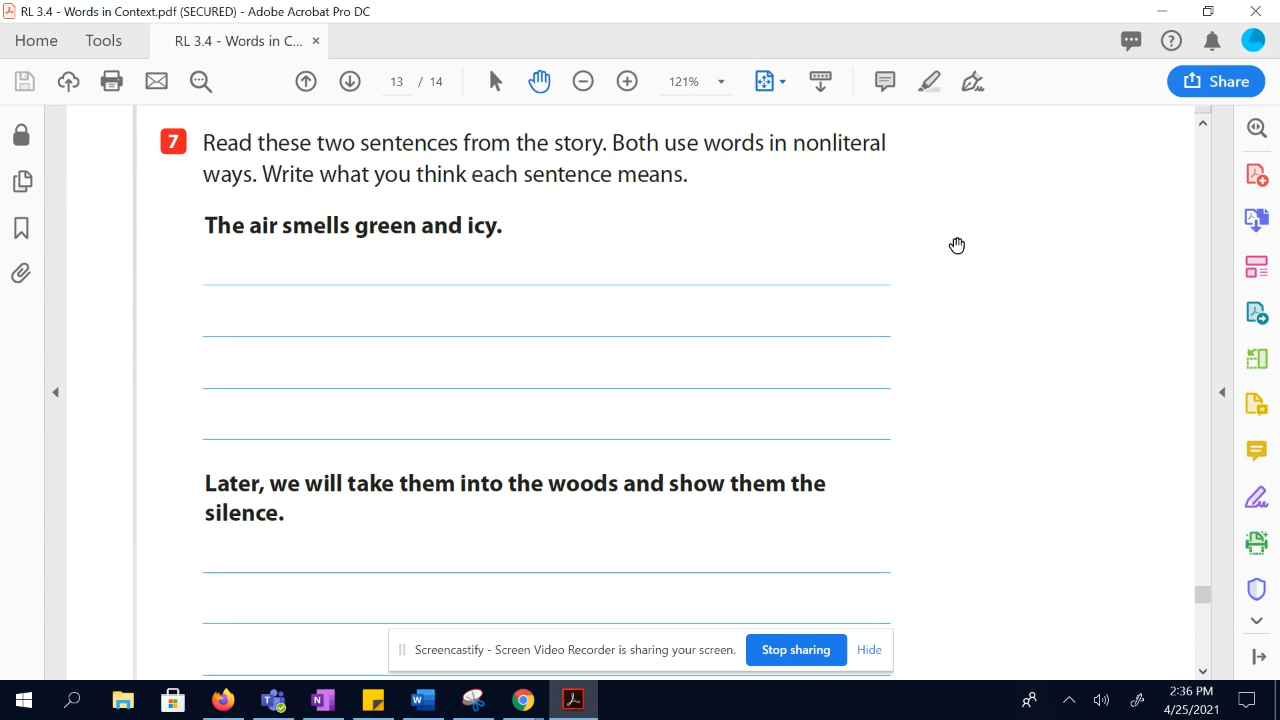 RL 3.4 - Words in Context.pdf (SECURED) - Adobe Acrobat Pro DC
Home Tools RL 3.4 - Words in C... ×
13 / 14 121% Share
7 Read these two sentences from the story. Both use words in nonliteral
ways. Write what you think each sentence means.
The air smells green and icy.
Later, we will take them into the woods and show them the
silence.
Screencastify - Screen Video Recorder is sharing your screen. Stop sharing Hide
2:36 PM
4/25/2021